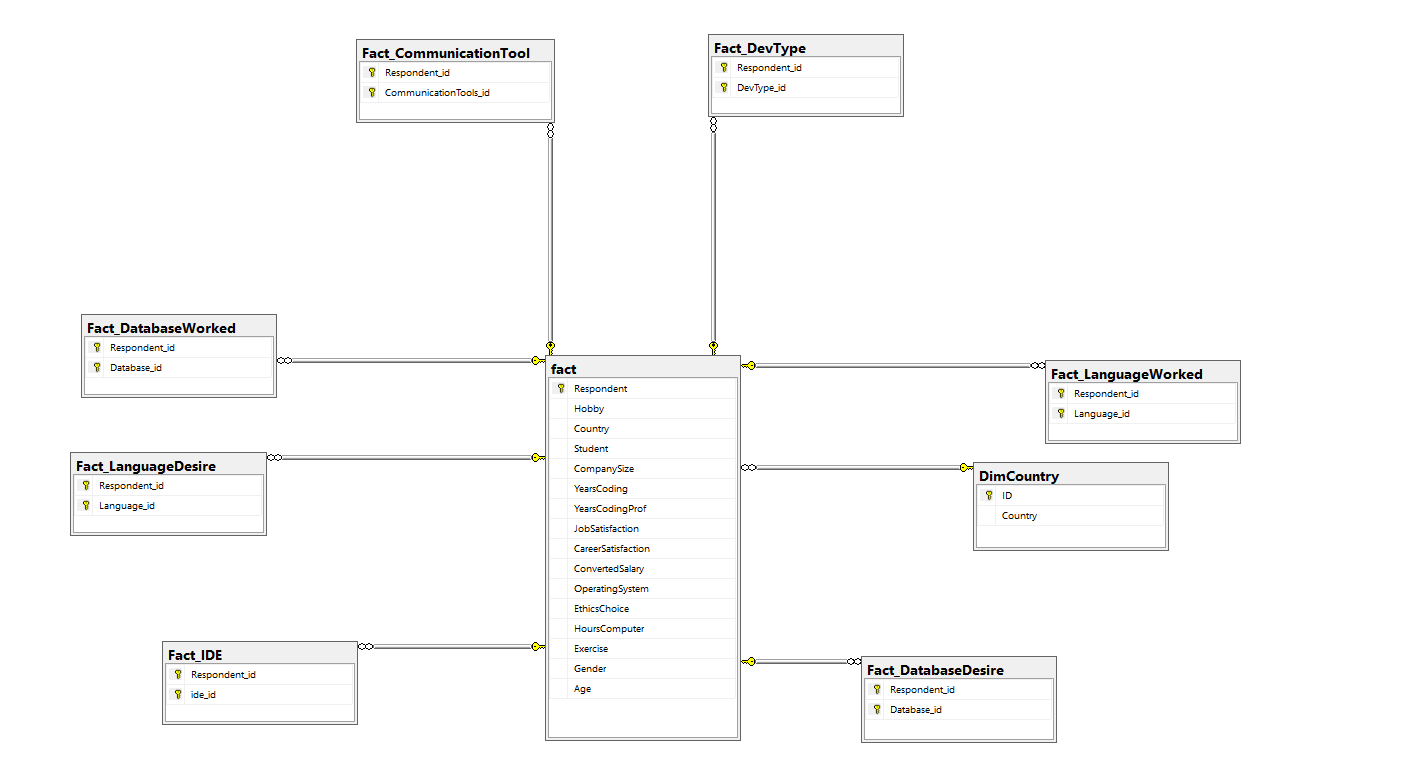 Fact_CommunicationTool
Respondent_id
CommunicationTools_id
Fact_DevType
Respondent_id
DevType_id
Fact_DatabaseWorked
Respondent_id
Database_id
Fact_LanguageDesire
Respondent_id
Language_id
Fact_IDE
Respondent_id
ide_id
fact
Respondent
Hobby
Country
Student
CompanySize
YearsCoding
YearsCodingProf
JobSatisfaction
CareerSatisfaction
ConvertedSalary
OperatingSystem
EthicsChoice
HoursComputer
Exercise
Gender
Age
Fact_LanguageWorked
Respondent_id
Language_id
DimCountry
ID
Country
Fact_DatabaseDesire
Respondent_id
Database_id